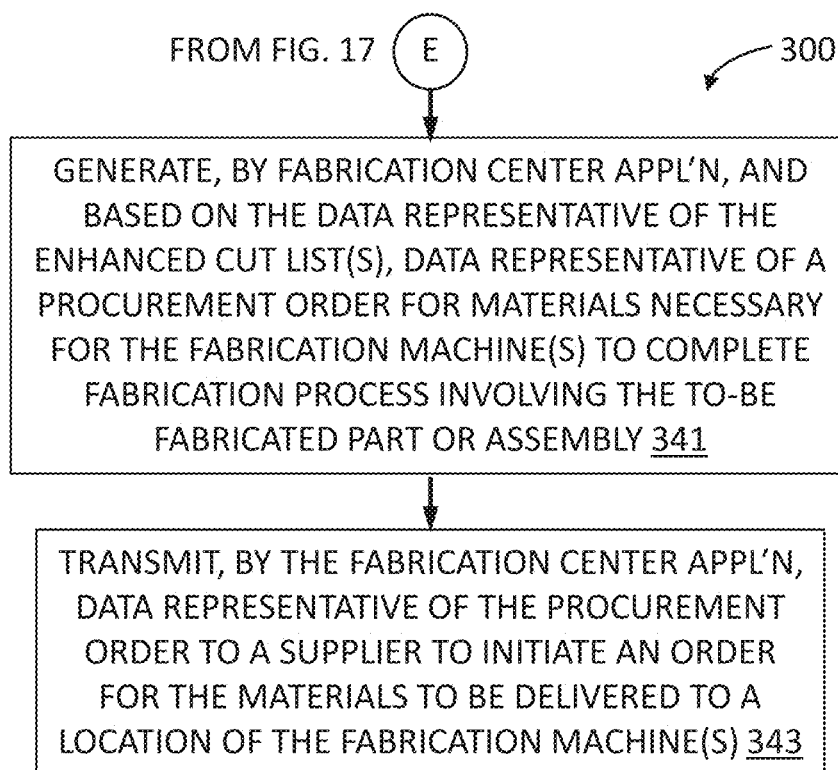 FROM FIG. 17 E 300
GENERATE, BY FABRICATION CENTER APPL'N, AND
BASED ON THE DATA REPRESENTATIVE OF THE
ENHANCED CUT LIST(S), DATA REPRESENTATIVE OF A
PROCUREMENT ORDER FOR MATERIALS NECESSARY
FOR THE FABRICATION MACHINE(S) TO COMPLETE
FABRICATION PROCESS INVOLVING THE TO-BE
FABRICATED PART OR ASSEMBLY 341
TRANSMIT, BY THE FABRICATION CENTER APPL'N,
DATA REPRESENTATIVE OF THE PROCUREMENT
ORDER TO A SUPPLIER TO INITIATE AN ORDER
FOR THE MATERIALS TO BE DELIVERED TO A
LOCATION OF THE FABRICATION MACHINE(S) 343